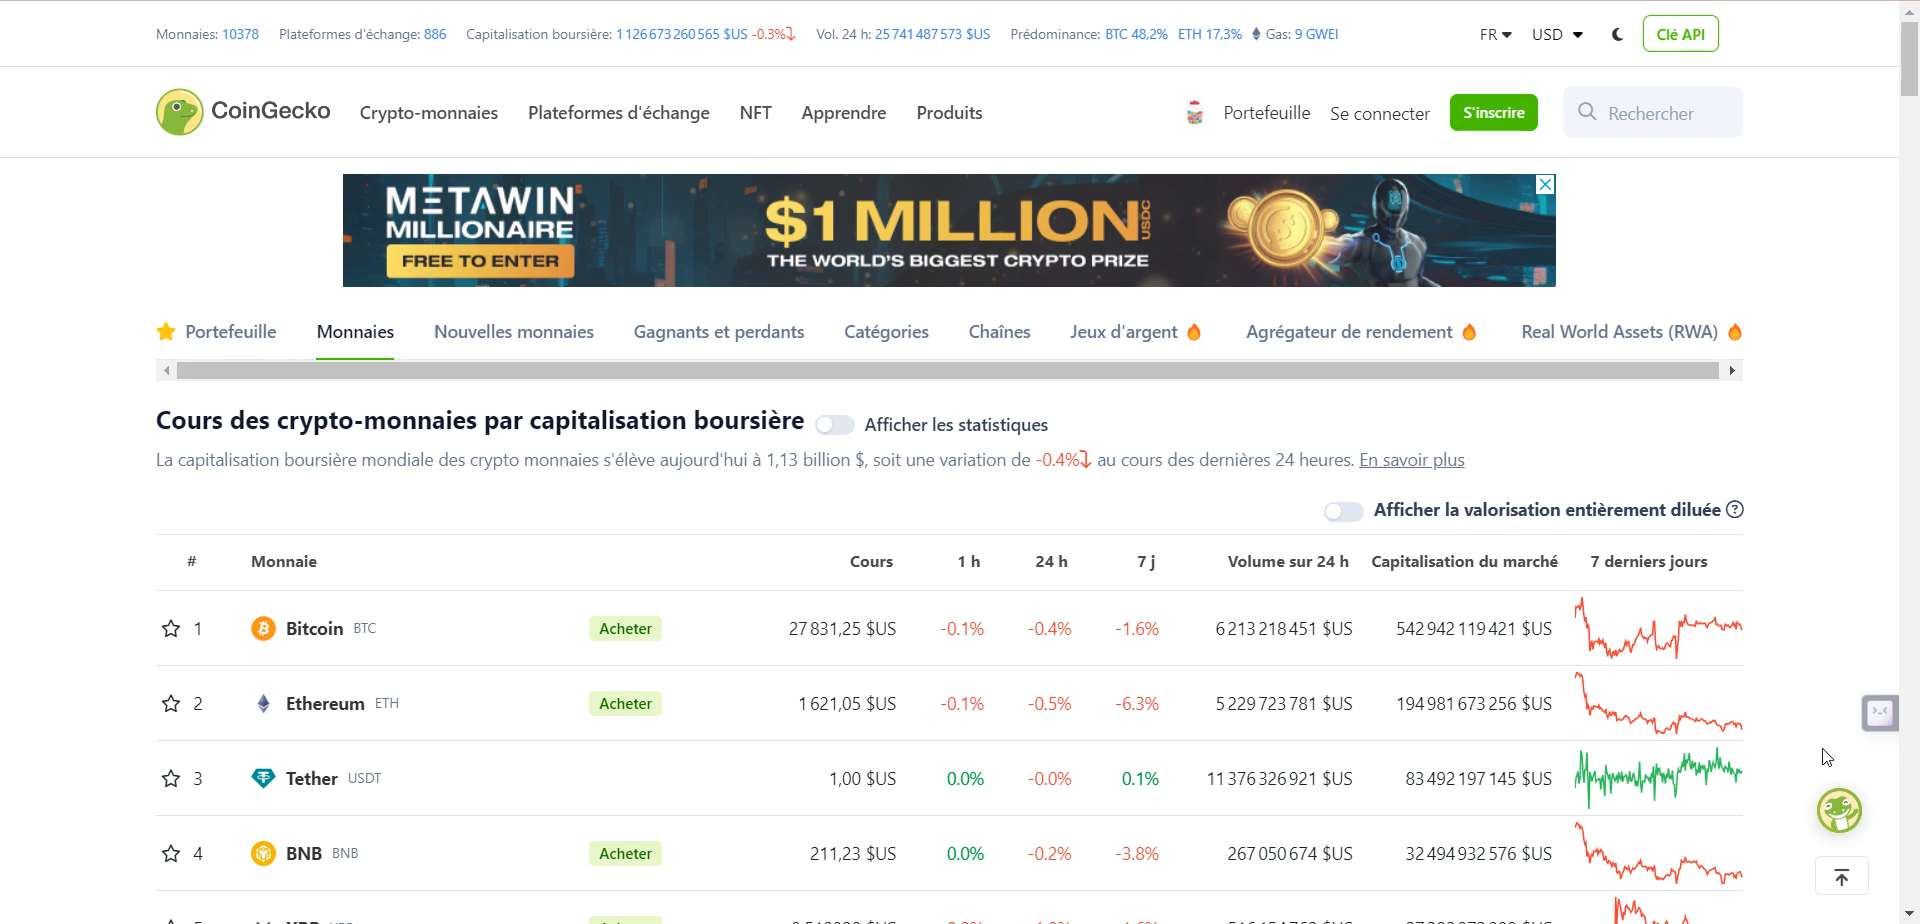 Monnaies: 10378 Plateformes d'échange: 886 Capitalisation boursière: 1 126 673 260 565 $US -0.3% Vol. 24 h: 25 741 487 573 $US Prédominance: BTC 48,2% ETH 17,3% Gas: 9 GWEI FR USD Clé API
CoinGecko Crypto-monnaies Plateformes d'échange NFT Apprendre Produits Portefeuille Se connecter S'inscrire Rechercher
METAWIN
MILLIONAIRE
FREE TO ENTER
$1 MILLION USDC
THE WORLD'S BIGGEST CRYPTO PRIZE
Portefeuille Monnaies Nouvelles monnaies Gagnants et perdants Catégories Chaînes Jeux d'argent Agrégateur de rendement Real World Assets (RWA)
Cours des crypto-monnaies par capitalisation boursière Afficher les statistiques
La capitalisation boursière mondiale des crypto monnaies s'élève aujourd'hui à 1,13 billion $, soit une variation de -0.4% au cours des dernières 24 heures. En savoir plus
Afficher la valorisation entièrement diluée ?
# Monnaie Cours 1 h 24 h 7 j Volume sur 24 h Capitalisation du marché 7 derniers jours
1 Bitcoin BTC Acheter 27 831,25 $US -0.1% -0.4% -1.6% 6 213 218 451 $US 542 942 119 421 $US
2 Ethereum ETH Acheter 1 621,05 $US -0.1% -0.5% -6.3% 5 229 723 781 $US 194 981 673 256 $US
3 Tether USDT 1,00 $US 0.0% -0.0% 0.1% 11 376 326 921 $US 83 492 197 145 $US
4 BNB BNB Acheter 211,23 $US 0.0% -0.2% -3.8% 267 050 674 $US 32 494 932 576 $US